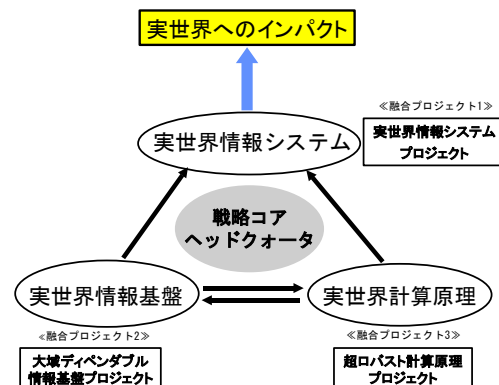 実世界へのインパクト
≪融合プロジェクト1≫
実世界情報システム
実世界情報システム
プロジェクト
戦略コア
ヘッドクォータ
実世界情報基盤
実世界計算原理
≪融合プロジェクト2≫
≪融合プロジェクト3≫
大域ディペンダブル
情報基盤プロジェクト
超ロバスト計算原理
プロジェクト